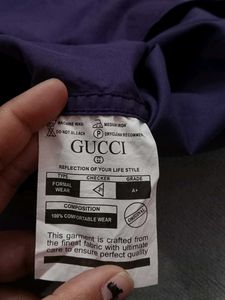 MACHINE WASH MEDIUM IRON
DO NOT BLEACH DRYCLEAN RECOMMEN.
GUCCI
REFLECTION OF YOUR LIFE STYLE
TYPE CHECKER GRADE
FORMAL WEAR A+
COMPOSITION
100% COMFORTABLE WEAR
ORIGINAL
This garment is crafted from
the finest fabric with ultimate
care to ensure perfect quality